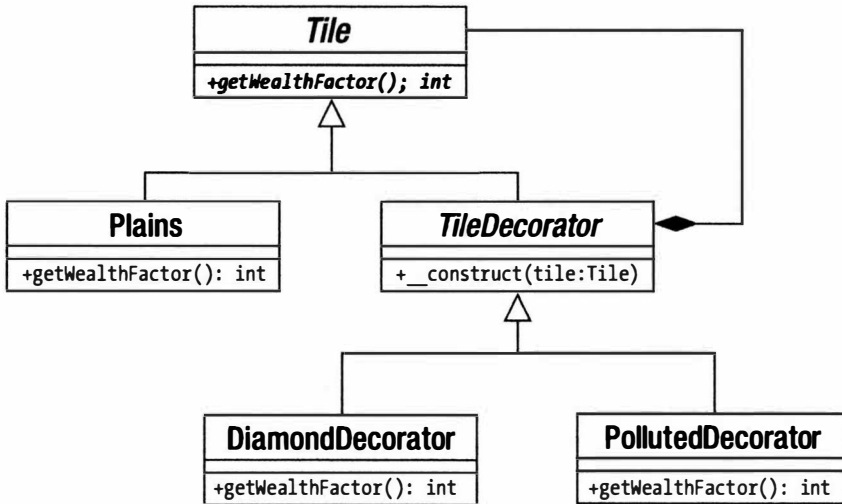 Tile
+getWealthFactor(); int
Plains
+getWealthFactor(): int
TileDecorator
+__construct(tile:Tile)
DiamondDecorator
+getWealthFactor(): int
PollutedDecorator
+getWealthFactor(): int